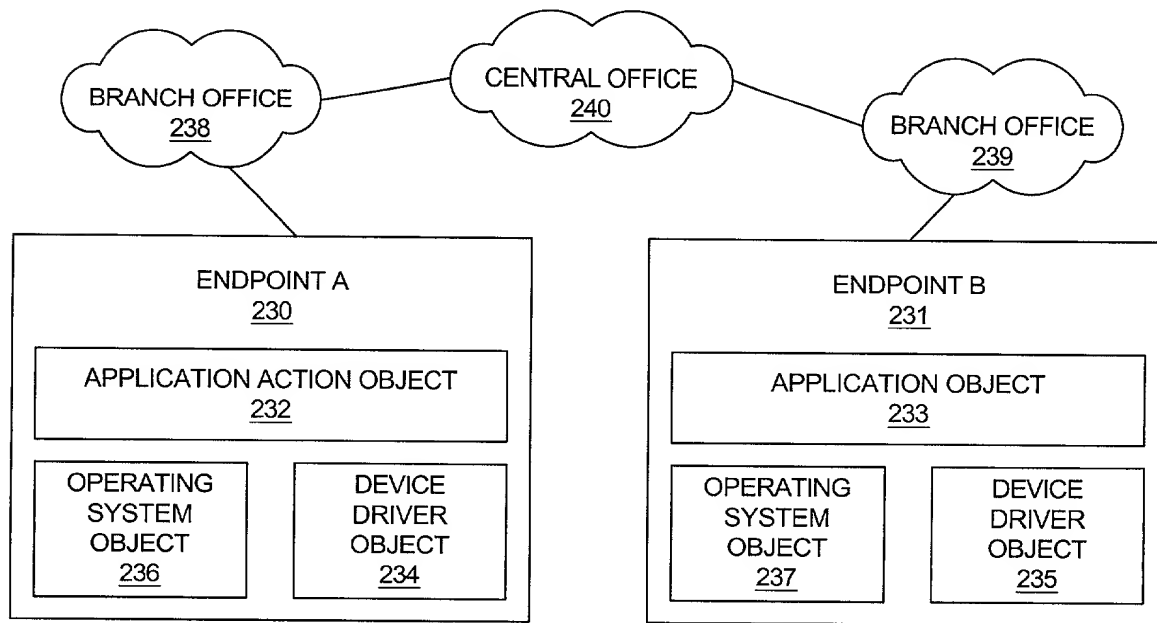 BRANCH OFFICE
238
CENTRAL OFFICE
240
BRANCH OFFICE
239
ENDPOINT A
230
APPLICATION ACTION OBJECT
232
OPERATING
SYSTEM
OBJECT
236
DEVICE
DRIVER
OBJECT
234
ENDPOINT B
231
APPLICATION OBJECT
233
OPERATING
SYSTEM
OBJECT
237
DEVICE
DRIVER
OBJECT
235